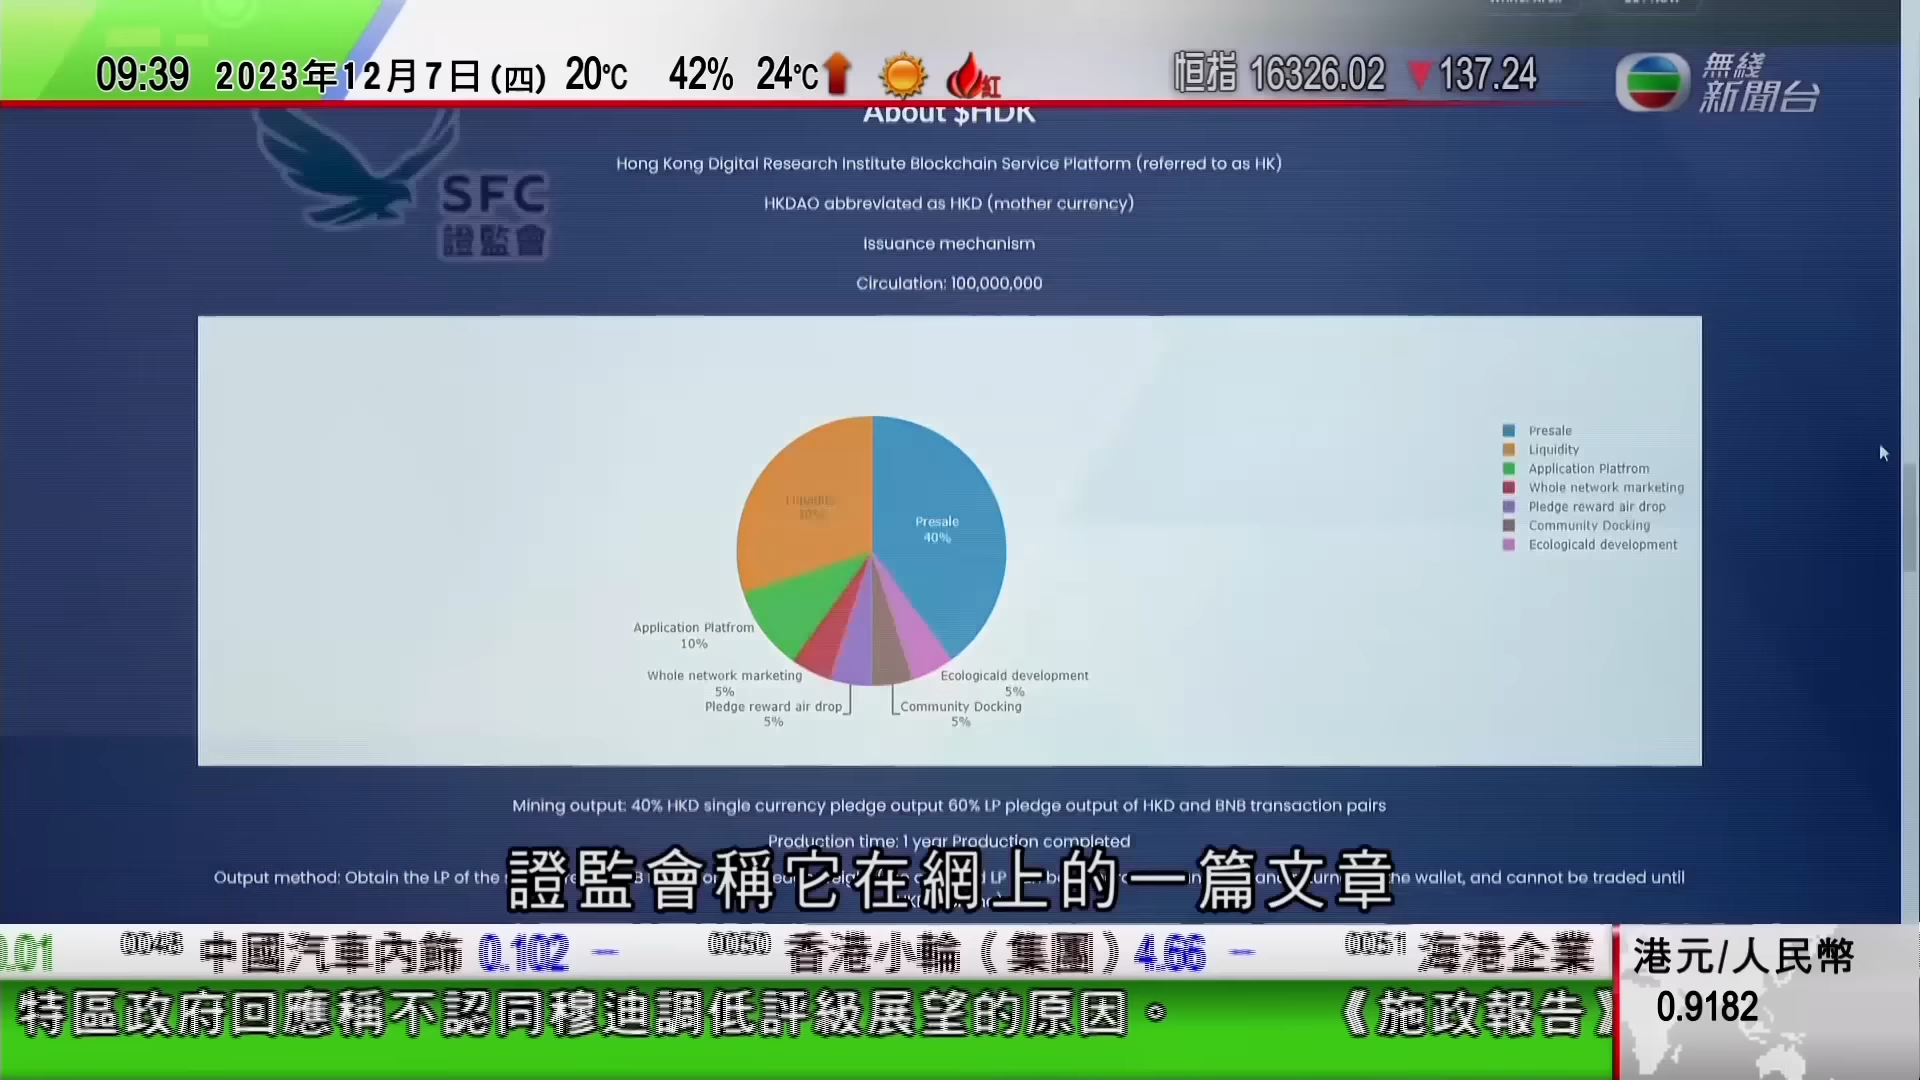 09:39 2023年12月7日(四) 20℃ 42% 24℃ 紅 恒指 16326.02 ▼137.24
無綫
新聞台
About $HDK
SFC
證監會
Hong Kong Digital Research Institute Blockchain Service Platform (referred to as HK)
HKDAO abbreviated as HKD (mother currency)
Issuance mechanism
Circulation: 100,000,000
Liquidity
Presale
40%
Application Platfrom
10%
Whole network marketing
5%
Pledge reward air drop
5%
Ecologicald development
5%
Community Docking
5%
Presale
Liquidity
Application Platfrom
Whole network marketing
Pledge reward air drop
Community Docking
Ecologicald development
Mining output: 40% HKD single currency pledge output 60% LP pledge output of HKD and BNB transaction pairs
Production time: 1 year Production completed
Output method: Obtain the LP of the
the wallet, and cannot be traded until
證監會稱它在網上的一篇文章
0.01 0048 中國汽車內飾 0.102 – 0050 香港小輪（集團）4.66 – 0051 海港企業
特區政府回應稱不認同穆迪調低評級展望的原因。 《施政報告》
港元/人民幣
0.9182